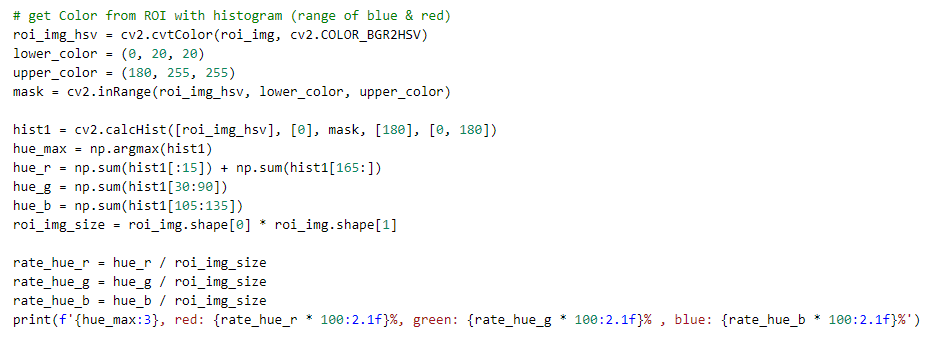 # get Color from ROI with histogram (range of blue & red)
roi_img_hsv = cv2.cvtColor(roi_img, cv2.COLOR_BGR2HSV)
lower_color = (0, 20, 20)
upper_color = (180, 255, 255)
mask = cv2.inRange(roi_img_hsv, lower_color, upper_color)

hist1 = cv2.calcHist([roi_img_hsv], [0], mask, [180], [0, 180])
hue_max = np.argmax(hist1)
hue_r = np.sum(hist1[:15]) + np.sum(hist1[165:])
hue_g = np.sum(hist1[30:90])
hue_b = np.sum(hist1[105:135])
roi_img_size = roi_img.shape[0] * roi_img.shape[1]

rate_hue_r = hue_r / roi_img_size
rate_hue_g = hue_g / roi_img_size
rate_hue_b = hue_b / roi_img_size
print(f'{hue_max:3}, red: {rate_hue_r * 100:2.1f}%, green: {rate_hue_g * 100:2.1f}% , blue: {rate_hue_b * 100:2.1f}%')